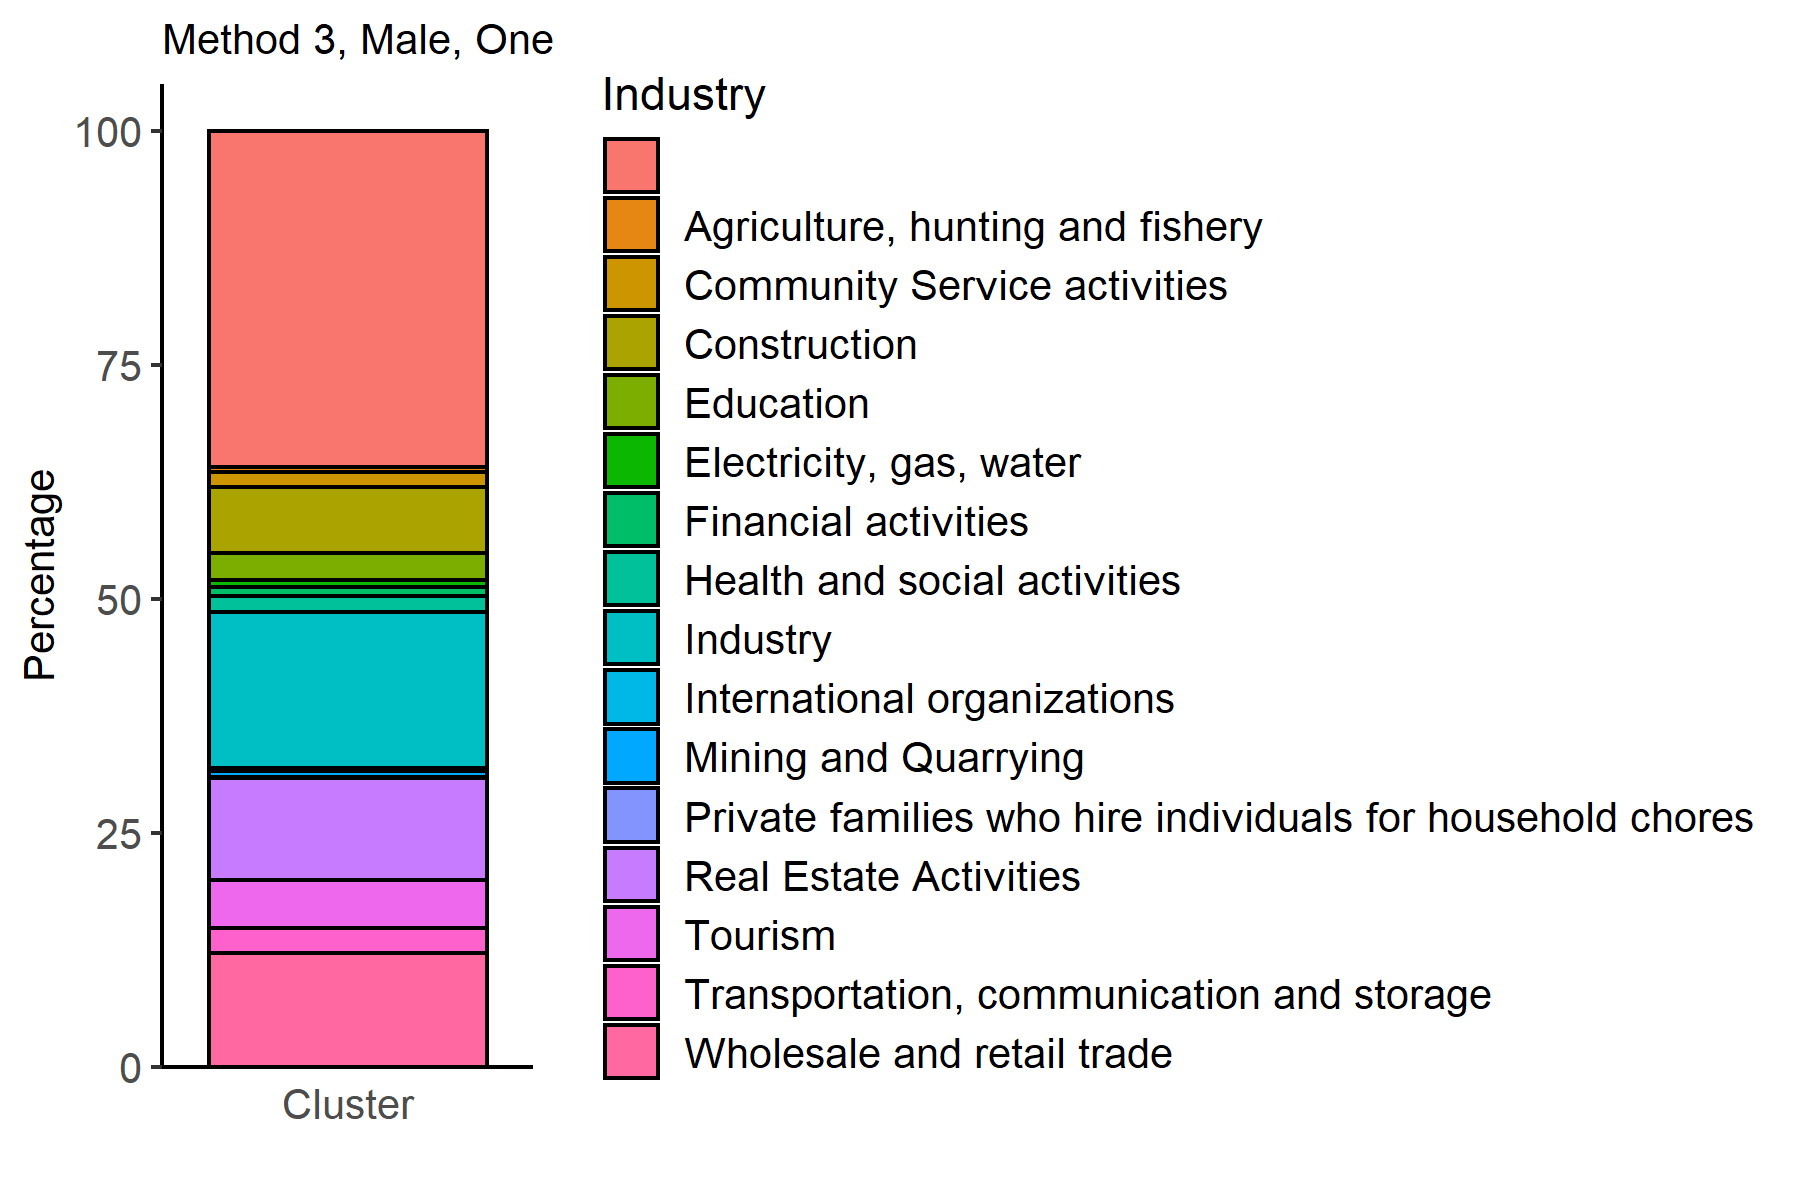 Method 3, Male, One
Industry
100
75
50
25
0
Percentage
Cluster
Agriculture, hunting and fishery
Community Service activities
Construction
Education
Electricity, gas, water
Financial activities
Health and social activities
Industry
International organizations
Mining and Quarrying
Private families who hire individuals for household chores
Real Estate Activities
Tourism
Transportation, communication and storage
Wholesale and retail trade